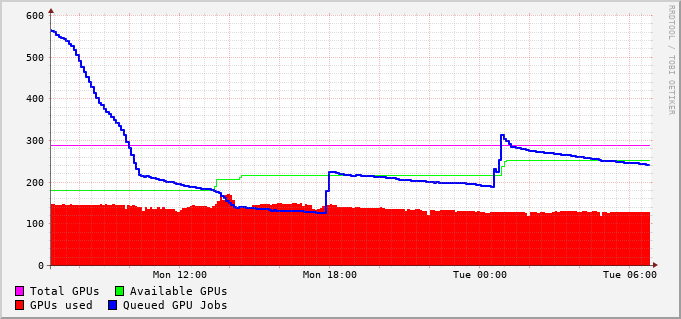 600
500
400
300
200
100
0
Mon 12:00 Mon 18:00 Tue 00:00 Tue 06:00
Total GPUs Available GPUs
GPUs used Queued GPU Jobs
RRDTOOL / TOBI OETIKER